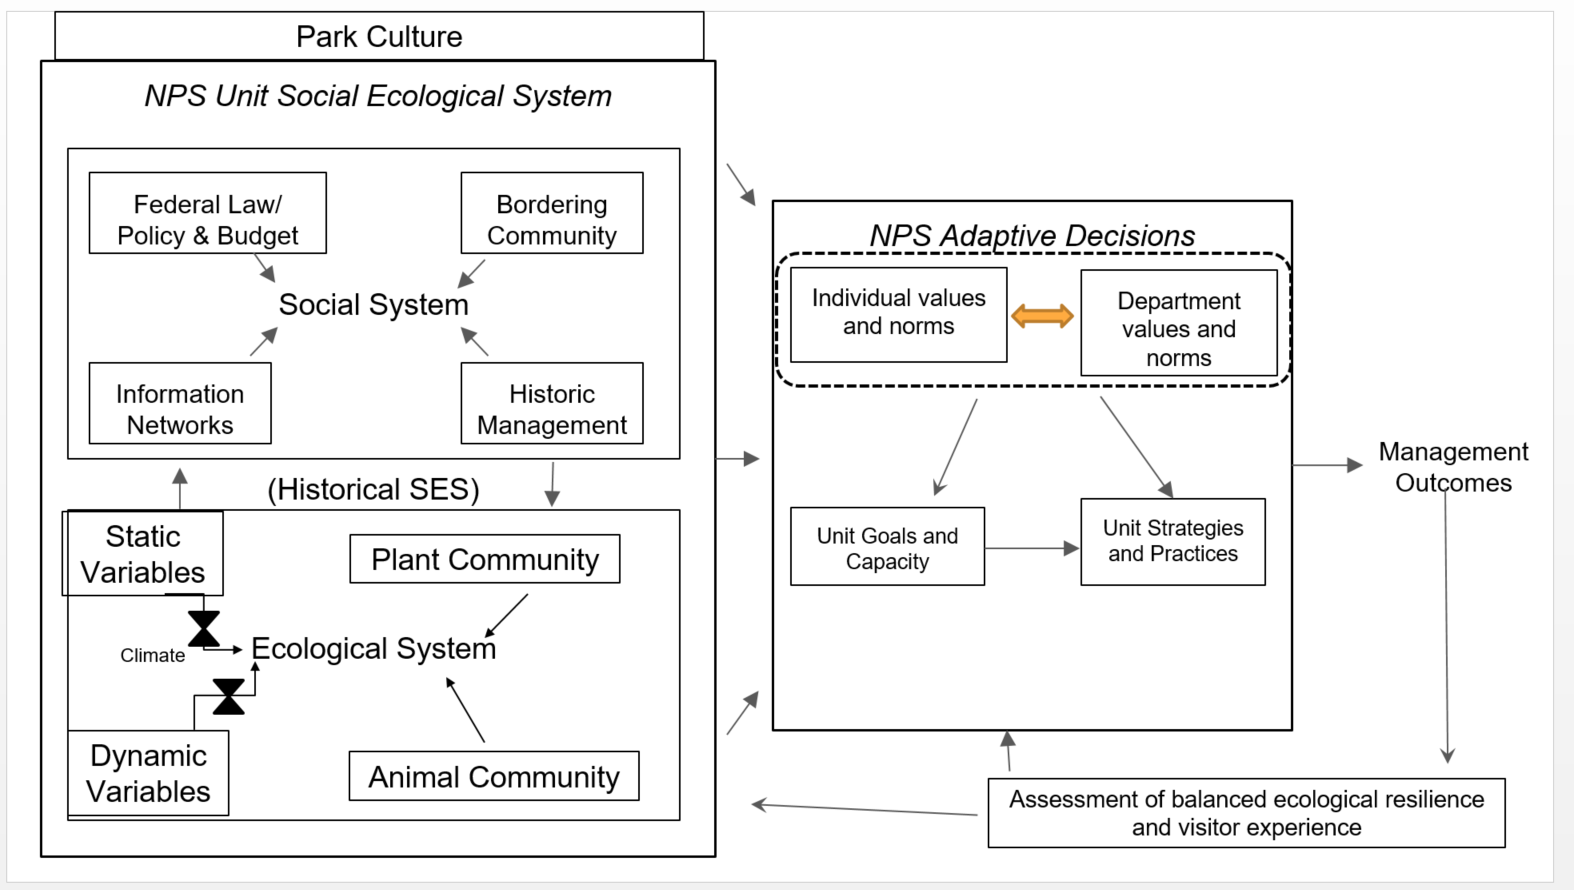 Park Culture
NPS Unit Social Ecological System
Federal Law/
Policy & Budget
Bordering
Community
Social System
Information
Networks
Historic
Management
(Historical SES)
Static
Variables
Plant Community
Climate
Ecological System
Dynamic
Variables
Animal Community
NPS Adaptive Decisions
Individual values
and norms
Department
values and
norms
Unit Goals and
Capacity
Unit Strategies
and Practices
Management
Outcomes
Assessment of balanced ecological resilience
and visitor experience